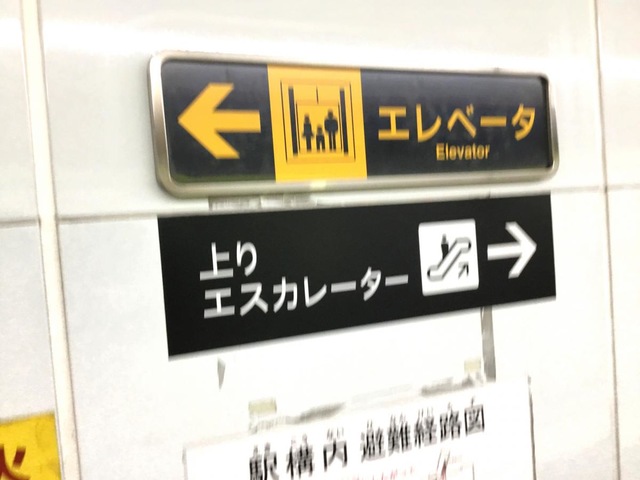 エレベータ
Elevator
上り
エスカレーター
駅構内 避難経路図